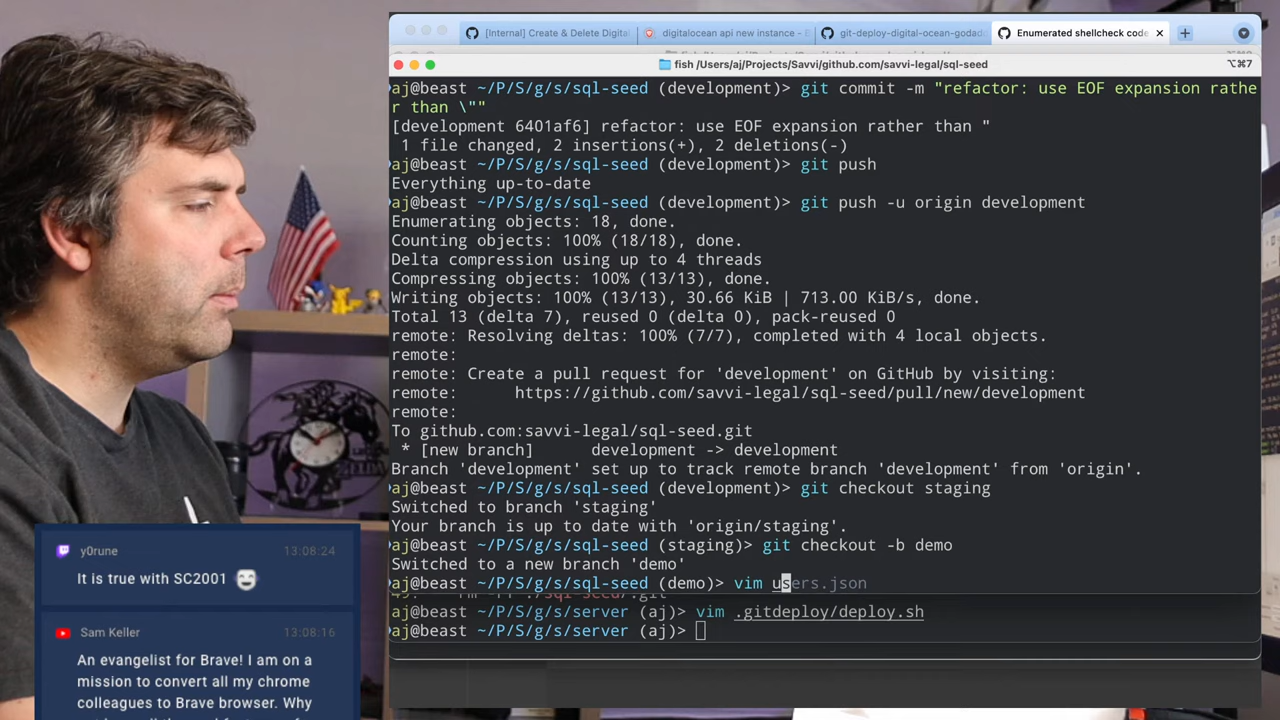 [Internal] Create & Delete Digital
digitalocean api new instance - B
git-deploy-digital-ocean-godad
Enumerated shellcheck code
fish /Users/aj/Projects/Savvi/github.com/savvi-legal/sql-seed
⌥⌘7
aj@beast ~/P/S/g/s/sql-seed (development)> git commit -m "refactor: use EOF expansion rathe
r than \""
[development 6401af6] refactor: use EOF expansion rather than "
1 file changed, 2 insertions(+), 2 deletions(-)
aj@beast ~/P/S/g/s/sql-seed (development)> git push
Everything up-to-date
aj@beast ~/P/S/g/s/sql-seed (development)> git push -u origin development
Enumerating objects: 18, done.
Counting objects: 100% (18/18), done.
Delta compression using up to 4 threads
Compressing objects: 100% (13/13), done.
Writing objects: 100% (13/13), 30.66 KiB | 713.00 KiB/s, done.
Total 13 (delta 7), reused 0 (delta 0), pack-reused 0
remote: Resolving deltas: 100% (7/7), completed with 4 local objects.
remote:
remote: Create a pull request for 'development' on GitHub by visiting:
remote:      https://github.com/savvi-legal/sql-seed/pull/new/development
remote:
To github.com:savvi-legal/sql-seed.git
* [new branch]      development -> development
Branch 'development' set up to track remote branch 'development' from 'origin'.
aj@beast ~/P/S/g/s/sql-seed (development)> git checkout staging
Switched to branch 'staging'
Your branch is up to date with 'origin/staging'.
aj@beast ~/P/S/g/s/sql-seed (staging)> git checkout -b demo
Switched to a new branch 'demo'
aj@beast ~/P/S/g/s/sql-seed (demo)> vim users.json
aj@beast ~/P/S/g/s/server (aj)> vim .gitdeploy/deploy.sh
aj@beast ~/P/S/g/s/server (aj)>
y0rune 13:08:24
It is true with SC2001
Sam Keller 13:08:16
An evangelist for Brave! I am on a
mission to convert all my chrome
colleagues to Brave browser. Why